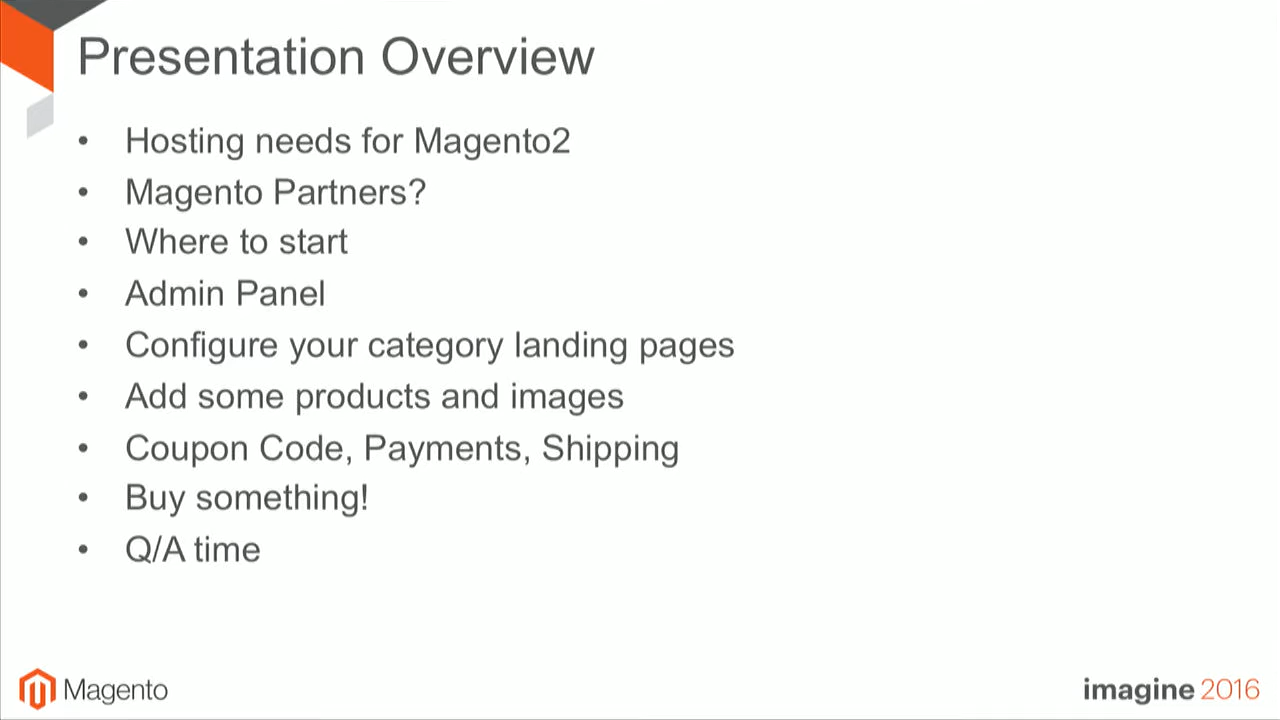 Presentation Overview
• Hosting needs for Magento2
• Magento Partners?
• Where to start
• Admin Panel
• Configure your category landing pages
• Add some products and images
• Coupon Code, Payments, Shipping
• Buy something!
• Q/A time
Magento
imagine 2016